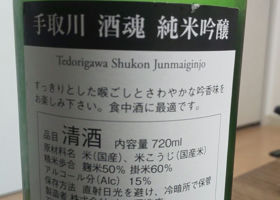 手取川 酒魂 純米吟醸
Tedorigawa Shukon Junmaiginjo
すっきりとした喉ごしとさわやかな吟香味を
お楽しみ下さい。食中酒に最適です。
品目 清酒 内容量 720ml
原材料名 米(国産)、米こうじ(国産米)
精米歩合 麹米50% 掛米60%
アルコール分(Alc) 15%
保存方法 直射日光を避け、冷暗所で保管